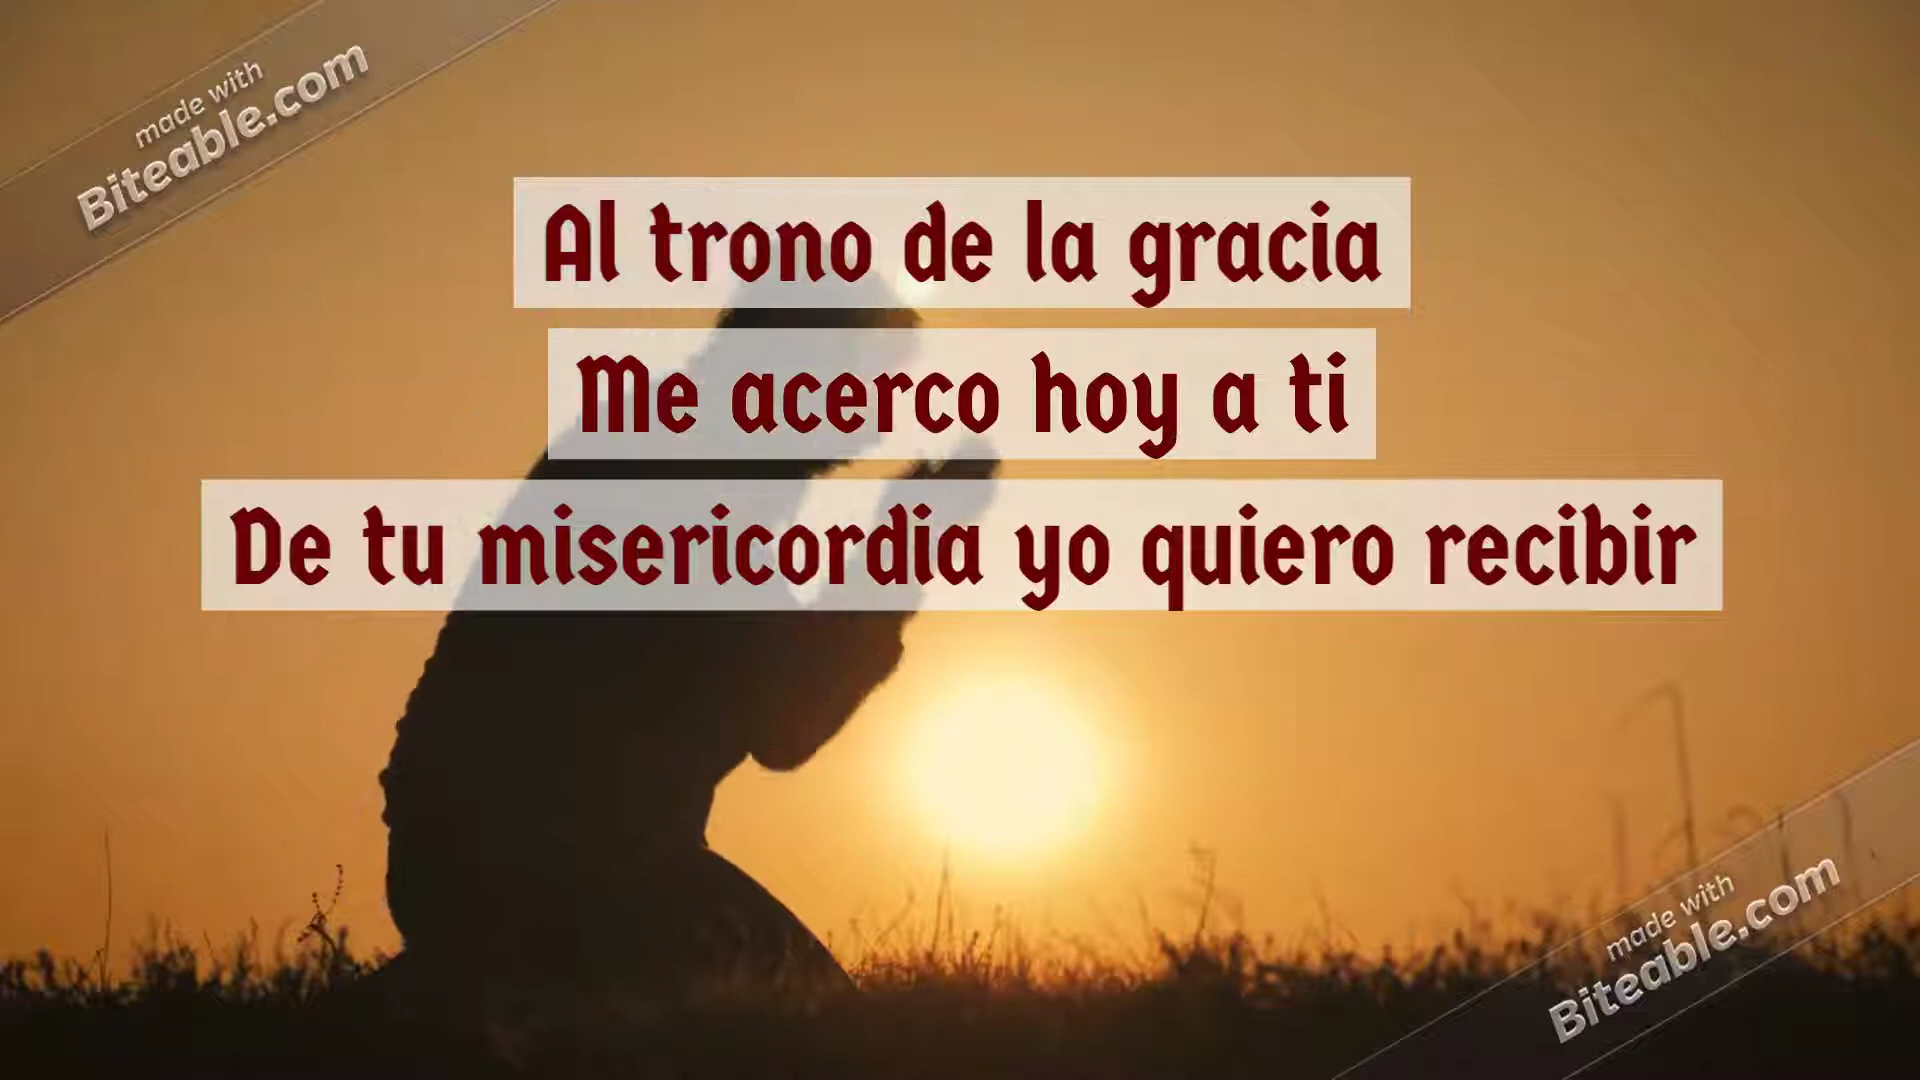 made with
Biteable.com
Al trono de la gracia
Me acerco hoy a ti
De tu misericordia yo quiero recibir
made with
Biteable.com